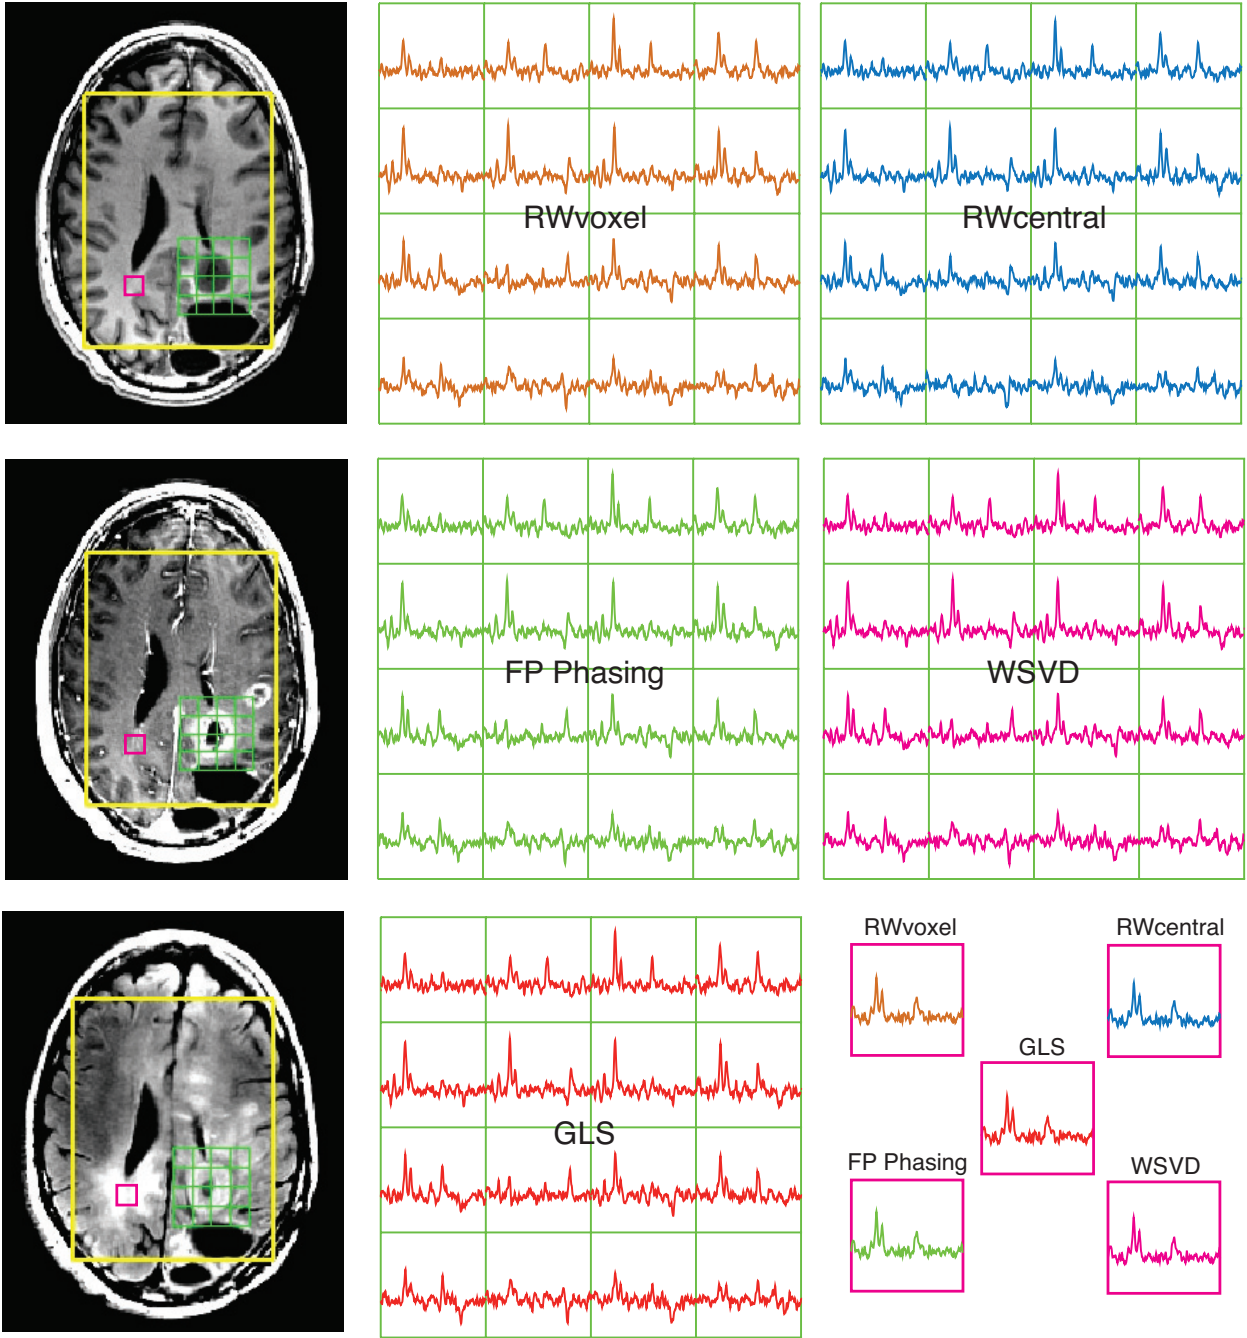 RWvoxel
RWcentral
FP Phasing
WSVD
GLS
RWvoxel
RWcentral
GLS
FP Phasing
WSVD